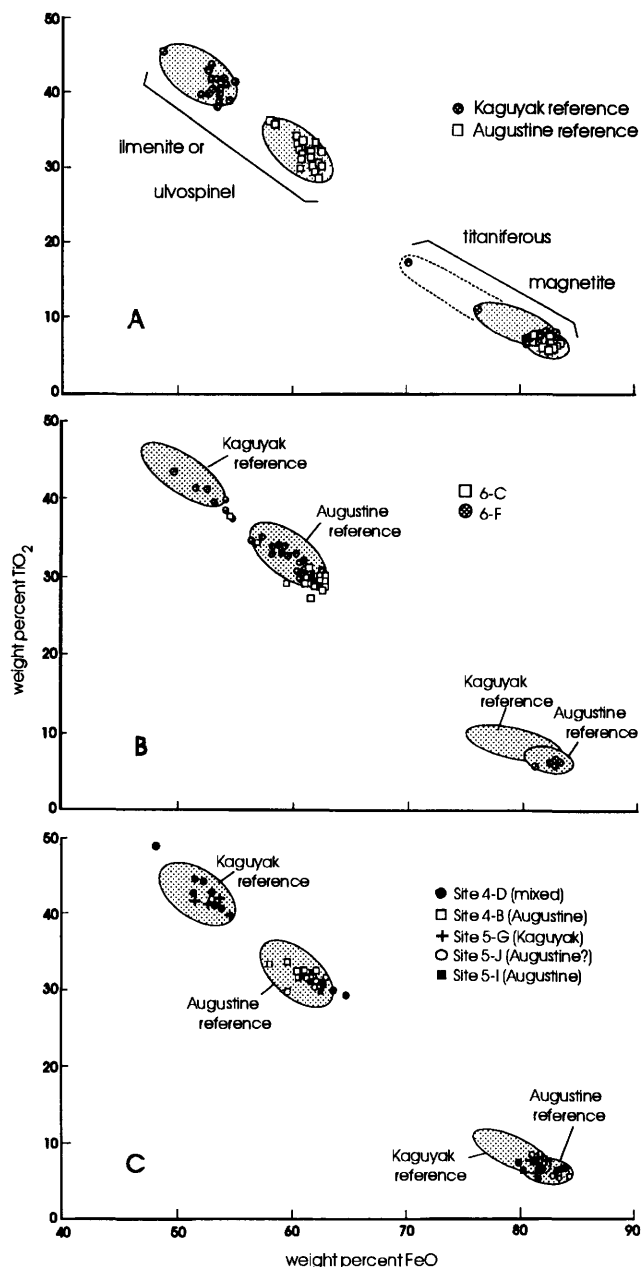 50
40
30
20
10
0
Kaguyak reference
Augustine reference
ilmenite or
ulvospinel
titaniferous
magnetite
A
weight percent TiO2
50
40
30
20
10
0
Kaguyak
reference
Augustine
reference
6-C
6-F
Kaguyak
reference
Augustine
reference
B
50
40
30
20
10
0
Kaguyak
reference
Site 4-D (mixed)
Site 4-B (Augustine)
Site 5-G (Kaguyak)
Site 5-J (Augustine?)
Site 5-I (Augustine)
Augustine
reference
Augustine
reference
Kaguyak
reference
C
40 50 60 70 80 90
weight percent FeO